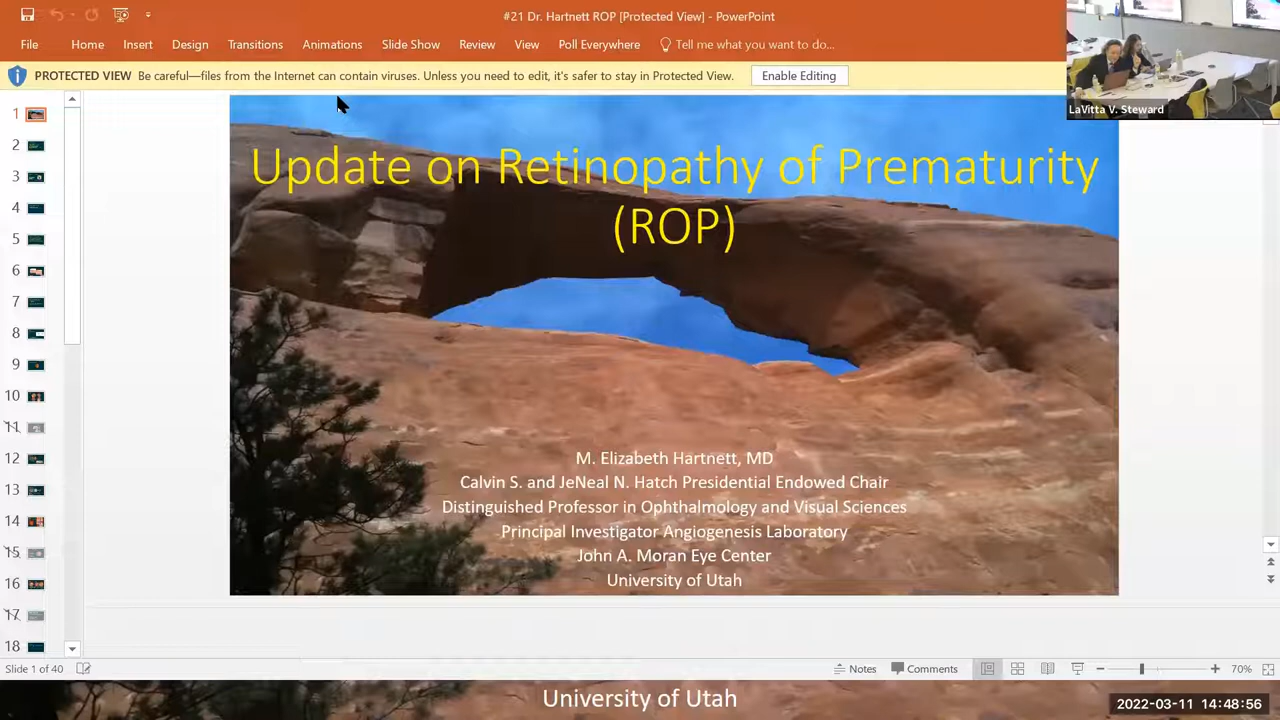 #21 Dr. Hartnett ROP [Protected View] - PowerPoint
File Home Insert Design Transitions Animations Slide Show Review View Poll Everywhere Tell me what you want to do...
PROTECTED VIEW Be careful—files from the Internet can contain viruses. Unless you need to edit, it's safer to stay in Protected View. Enable Editing
LaVitta V. Steward
1
2
3
4
5
6
7
8
9
10
11
12
13
14
15
16
17
18
Update on Retinopathy of Prematurity
(ROP)
M. Elizabeth Hartnett, MD
Calvin S. and JeNeal N. Hatch Presidential Endowed Chair
Distinguished Professor in Ophthalmology and Visual Sciences
Principal Investigator Angiogenesis Laboratory
John A. Moran Eye Center
University of Utah
Slide 1 of 40 Notes Comments 70%
University of Utah
2022-03-11 14:48:56